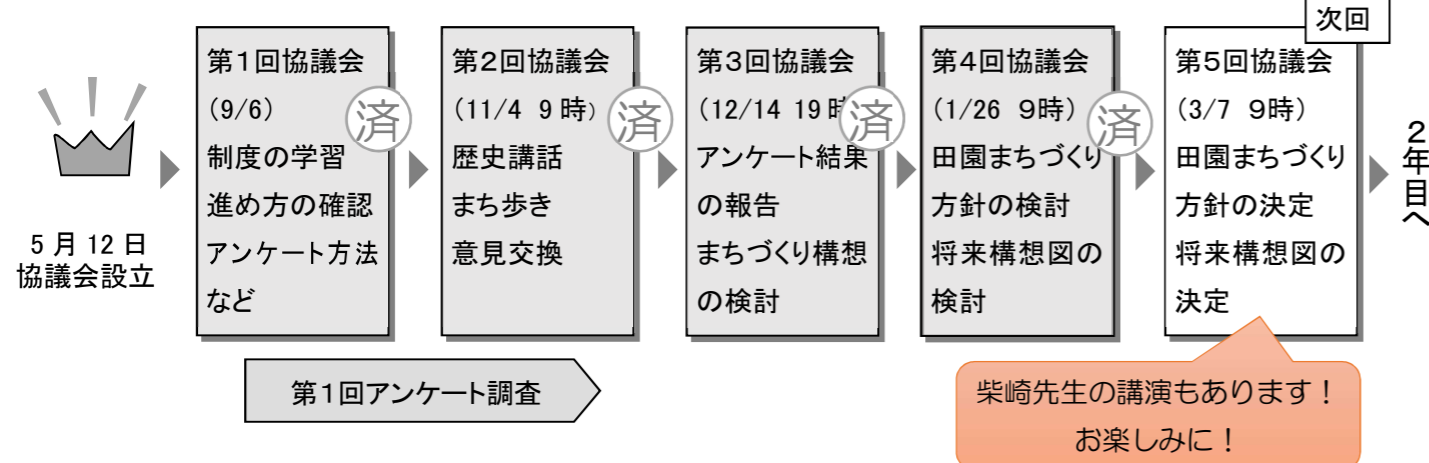 5月12日
協議会設立
第1回協議会
(9/6)
済
制度の学習
進め方の確認
アンケート方法
など
第2回協議会
(11/4 9時)
済
歴史講話
まち歩き
意見交換
第1回アンケート調査
第3回協議会
(12/14 19時
済
アンケート結果
の報告
まちづくり構想
の検討
第4回協議会
(1/26 9時)
済
田園まちづくり
方針の検討
将来構想図の
検討
次回
第5回協議会
(3/7 9時)
田園まちづくり
方針の決定
将来構想図の
決定
柴崎先生の講演もあります！
お楽しみに！
2年目へ